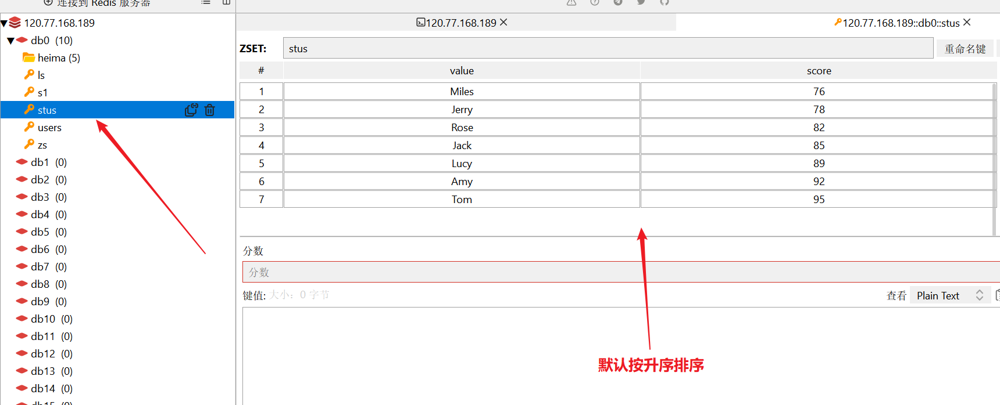 连接到 Redis 服务器
120.77.168.189
db0 (10)
heima (5)
ls
s1
stus
users
zs
db1 (0)
db2 (0)
db3 (0)
db4 (0)
db5 (0)
db6 (0)
db7 (0)
db8 (0)
db9 (0)
db10 (0)
db11 (0)
db12 (0)
db13 (0)
db14 (0)
db15 (0)
120.77.168.189
120.77.168.189::db0::stus
ZSET: stus 重命名键
# value score
1 Miles 76
2 Jerry 78
3 Rose 82
4 Jack 85
5 Lucy 89
6 Amy 92
7 Tom 95
分数
分数
键值: 大小: 0 字节 查看 Plain Text
默认按升序排序